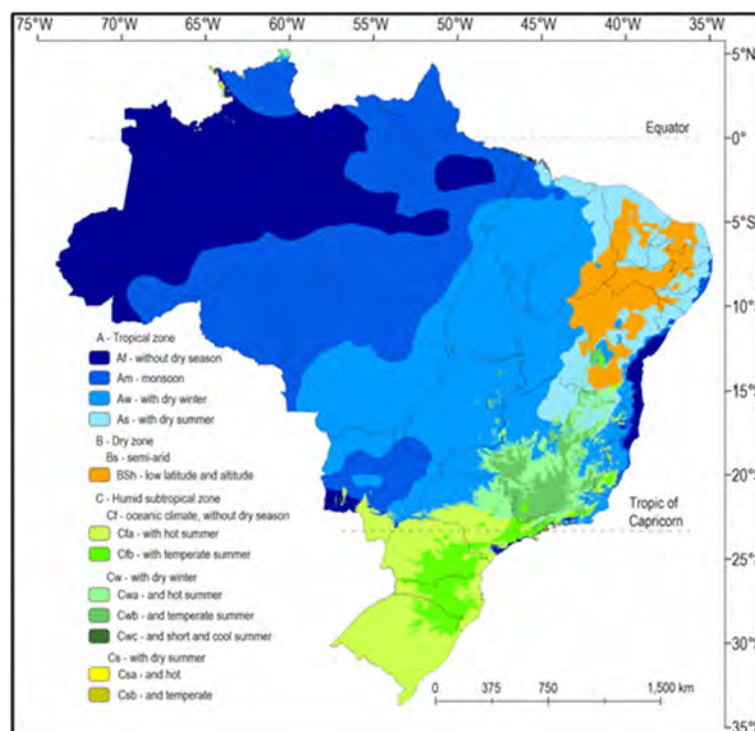 75°W 70°W 65°W 60°W 55°W 50°W 45°W 40°W 35°W
5°N
Equator
0°
5°S
10°S
15°S
20°S
Tropic of
Capricorn
25°S
30°S
35°S
A - Tropical zone
Af - without dry season
Am - monsoon
Aw - with dry winter
As - with dry summer
B - Dry zone
Bs - semi-arid
BSh - low latitude and altitude
C - Humid subtropical zone
Cf - oceanic climate, without dry season
Cfa - with hot summer
Cfb - with temperate summer
Cw - with dry winter
Cwa - and hot summer
Cwb - and temperate summer
Cwc - and short and cool summer
Cs - with dry summer
Csa - and hot
Csb - and temperate
0 375 750 1,500 km